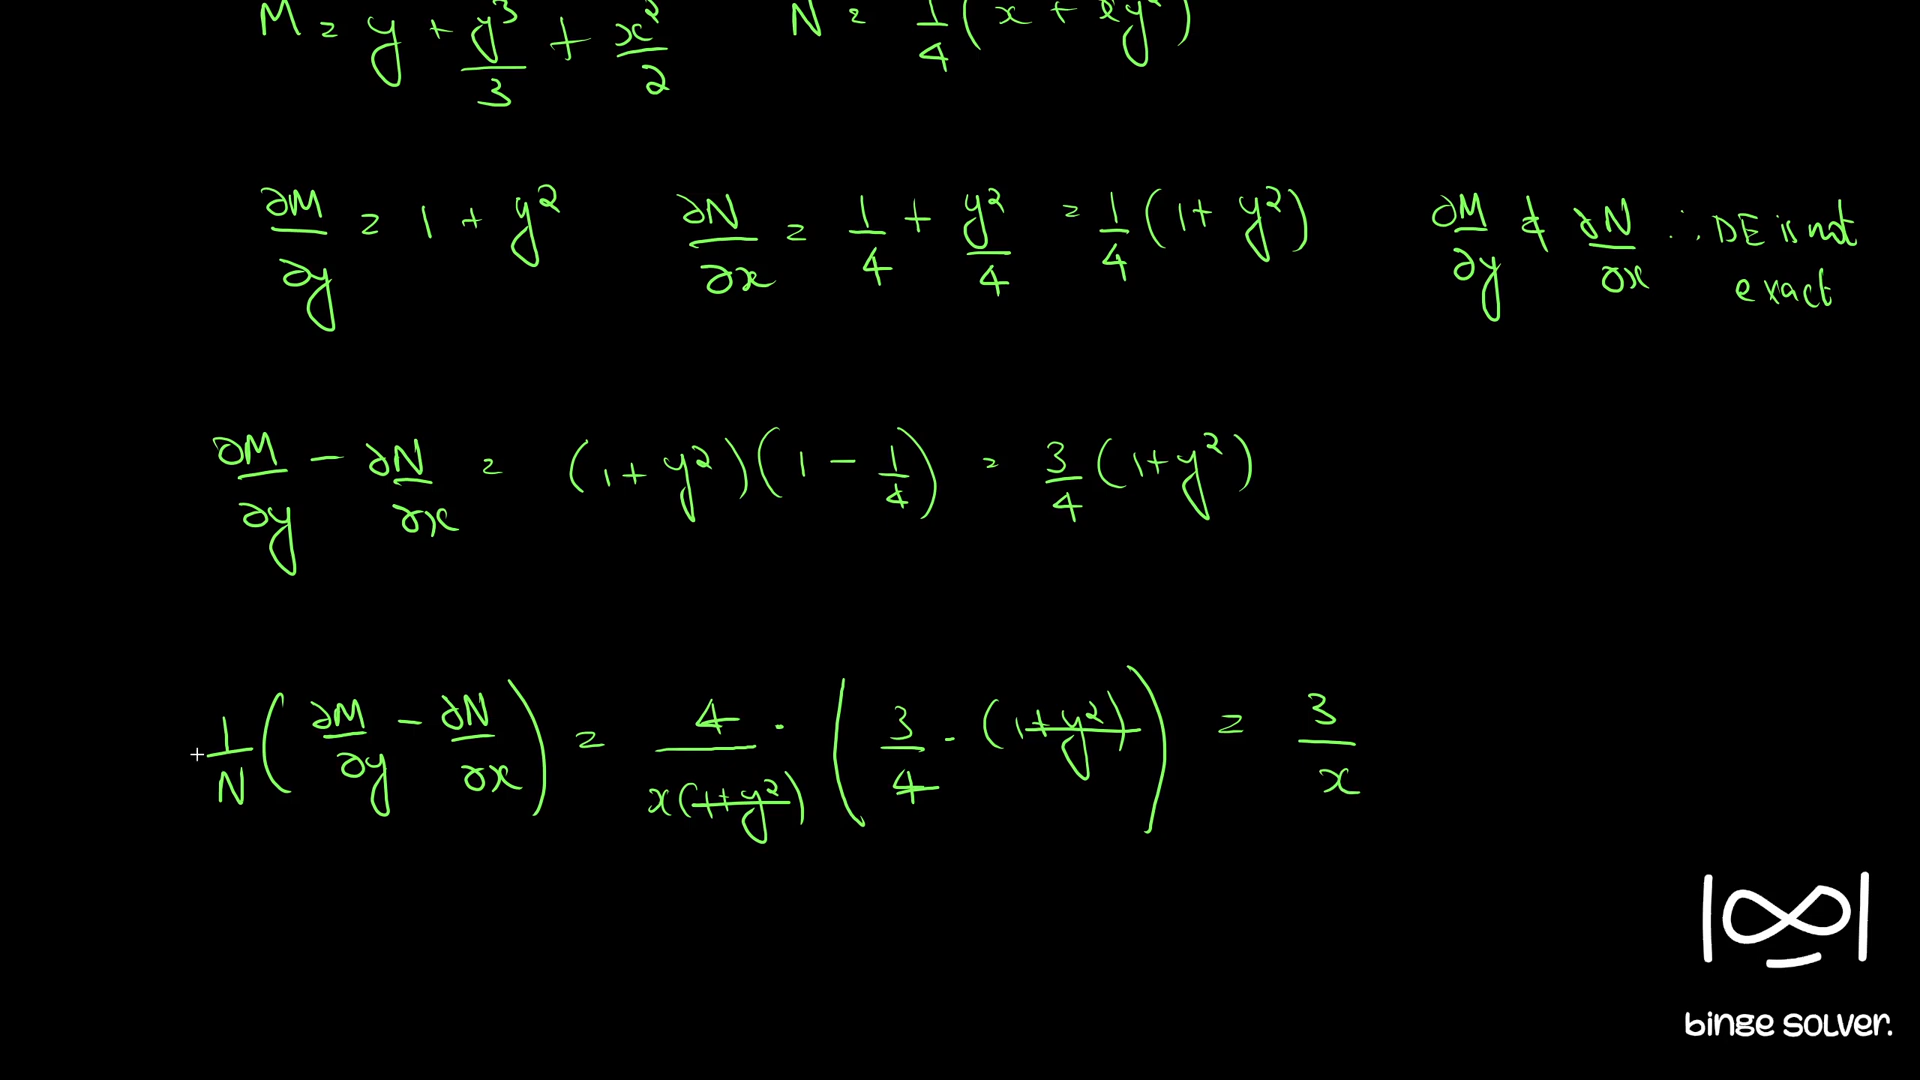 M = y + y³/3 + x²/2 N = 1/4 (x + xy²)
∂M/∂y = 1 + y² ∂N/∂x = 1/4 + y²/4 = 1/4 (1 + y²) ∂M/∂y ≠ ∂N/∂x ∴ DE is not
exact
∂M/∂y − ∂N/∂x = (1 + y²)(1 − 1/4) = 3/4 (1 + y²)
1/N (∂M/∂y − ∂N/∂x) = 4/x(1+y²) · (3/4 · (1+y²)) = 3/x
binge solver.